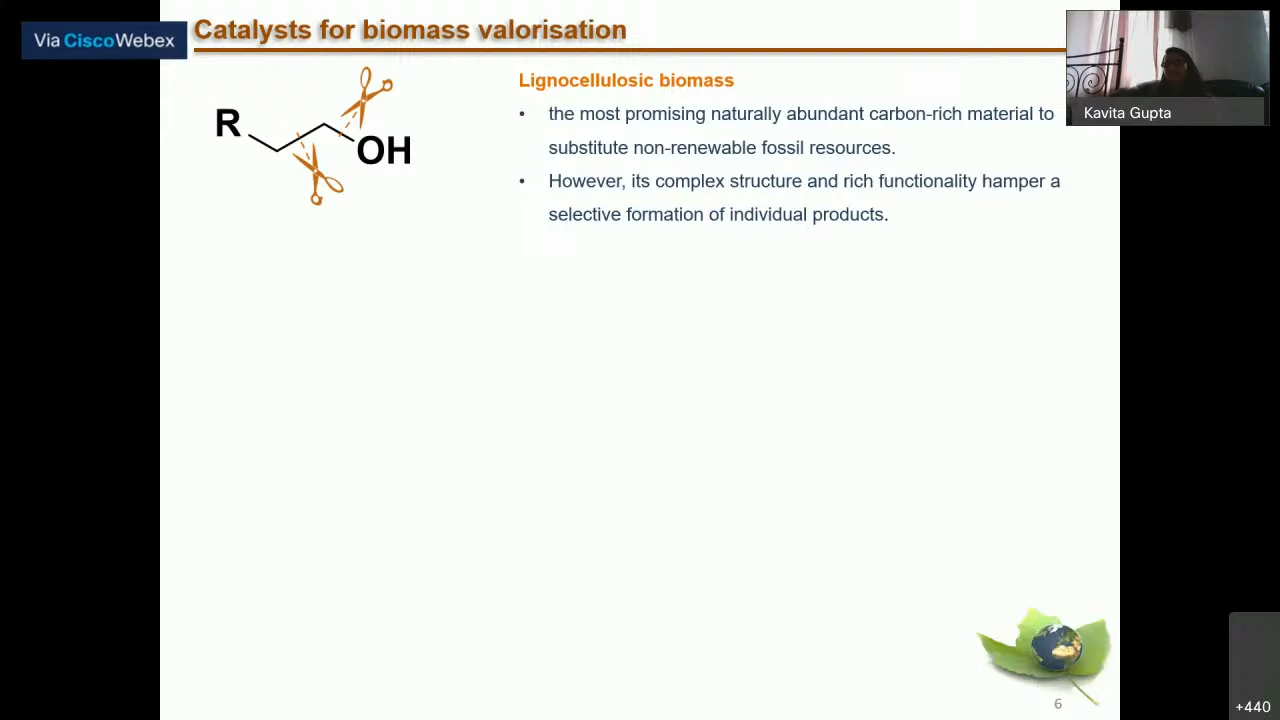 Via Cisco Webex
Catalysts for biomass valorisation
Kavita Gupta
R
OH
Lignocellulosic biomass
• the most promising naturally abundant carbon-rich material to
substitute non-renewable fossil resources.
• However, its complex structure and rich functionality hamper a
selective formation of individual products.
6
+440